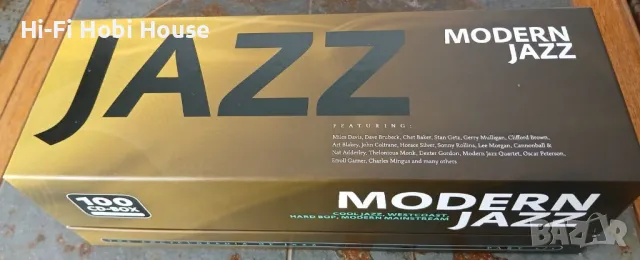 Hi-Fi Hobi House
JAZZ
MODERN
JAZZ
FEATURING:
Miles Davis, Dave Brubeck, Chet Baker, Stan Getz, Gerry Mulligan, Clifford Brown,
Art Blakey, John Coltrane, Horace Silver, Sonny Rollins, Lee Morgan, Cannonball &
Nat Adderley, Thelonious Monk, Dexter Gordon, Modern Jazz Quartet, Oscar Peterson,
Erroll Garner, Charles Mingus and many others
100
CD-BOX
MODERN
JAZZ
COOL JAZZ, WESTCOAST,
HARD BOP, MODERN MAINSTREAM
bazar